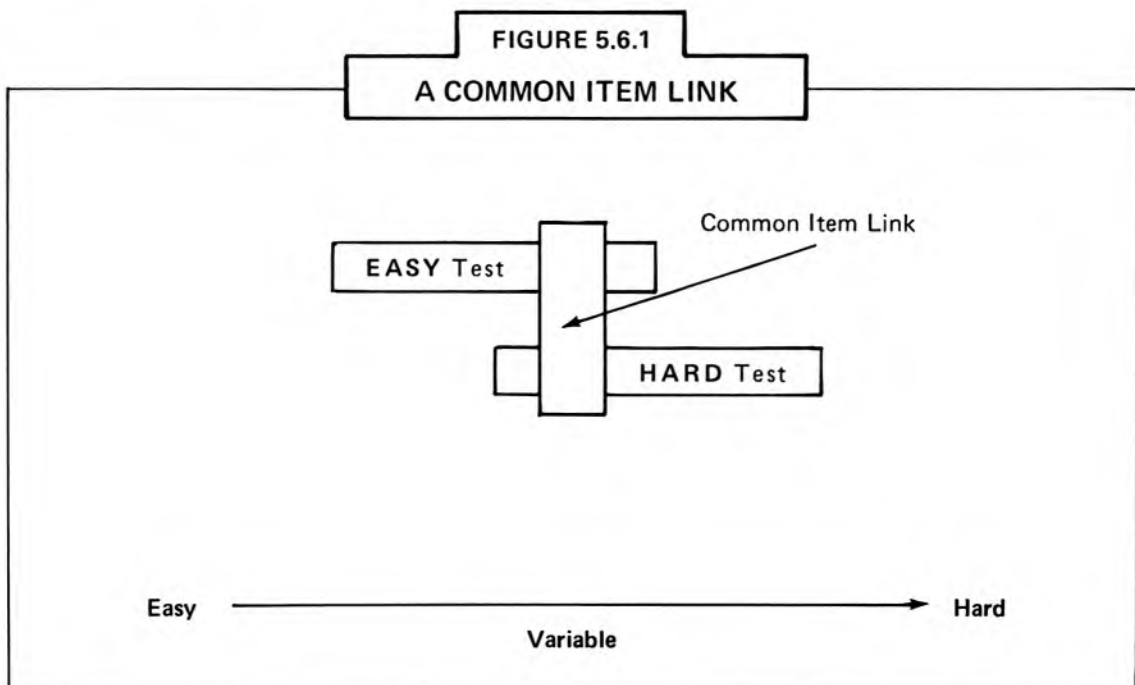 FIGURE 5.6.1
A COMMON ITEM LINK
Common Item Link
EASY Test
HARD Test
Easy
Hard
Variable